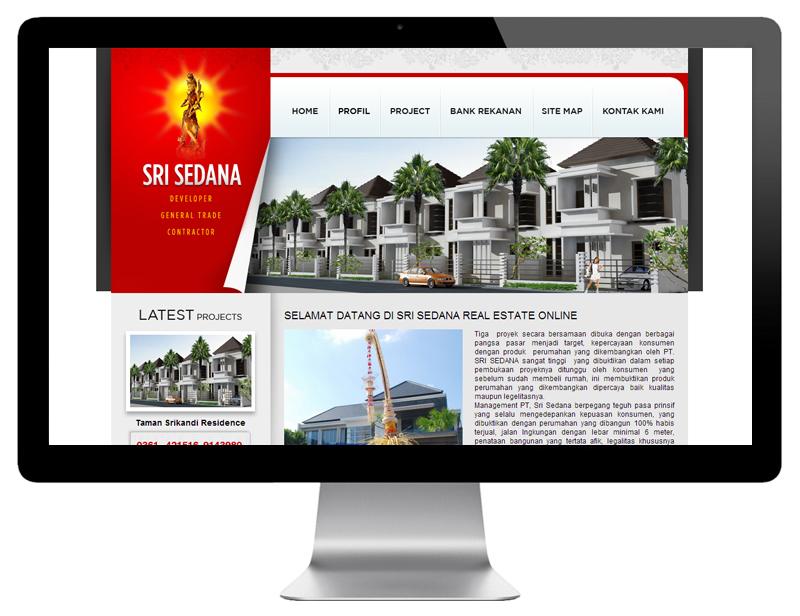 SRI SEDANA
DEVELOPER
GENERAL TRADE
CONTRACTOR
HOME PROFIL PROJECT BANK REKANAN SITE MAP KONTAK KAMI
LATEST PROJECTS
Taman Srikandi Residence
0361 - 421516, 9143980
SELAMAT DATANG DI SRI SEDANA REAL ESTATE ONLINE
Tiga proyek secara bersamaan dibuka dengan berbagai
pangsa pasar menjadi target, kepercayaan konsumen
dengan produk perumahan yang dikembangkan oleh PT.
SRI SEDANA sangat tinggi yang dibuktikan dalam setiap
pembukaan proyeknya ditunggu oleh konsumen yang
sebelum sudah membeli rumah, ini membuktikan produk
perumahan yang dikembangkan dipercaya baik kualitas
maupun legelitasnya.
Management PT, Sri Sedana berpegang teguh pasa prinsif
yang selalu mengedepankan kepuasan konsumen, yang
dibuktikan dengan perumahan yang dibangun 100% habis
terjual, jalan lingkungan dengan lebar minimal 6 meter,
penataan bangunan yang tertata afik, legalitas khususnya